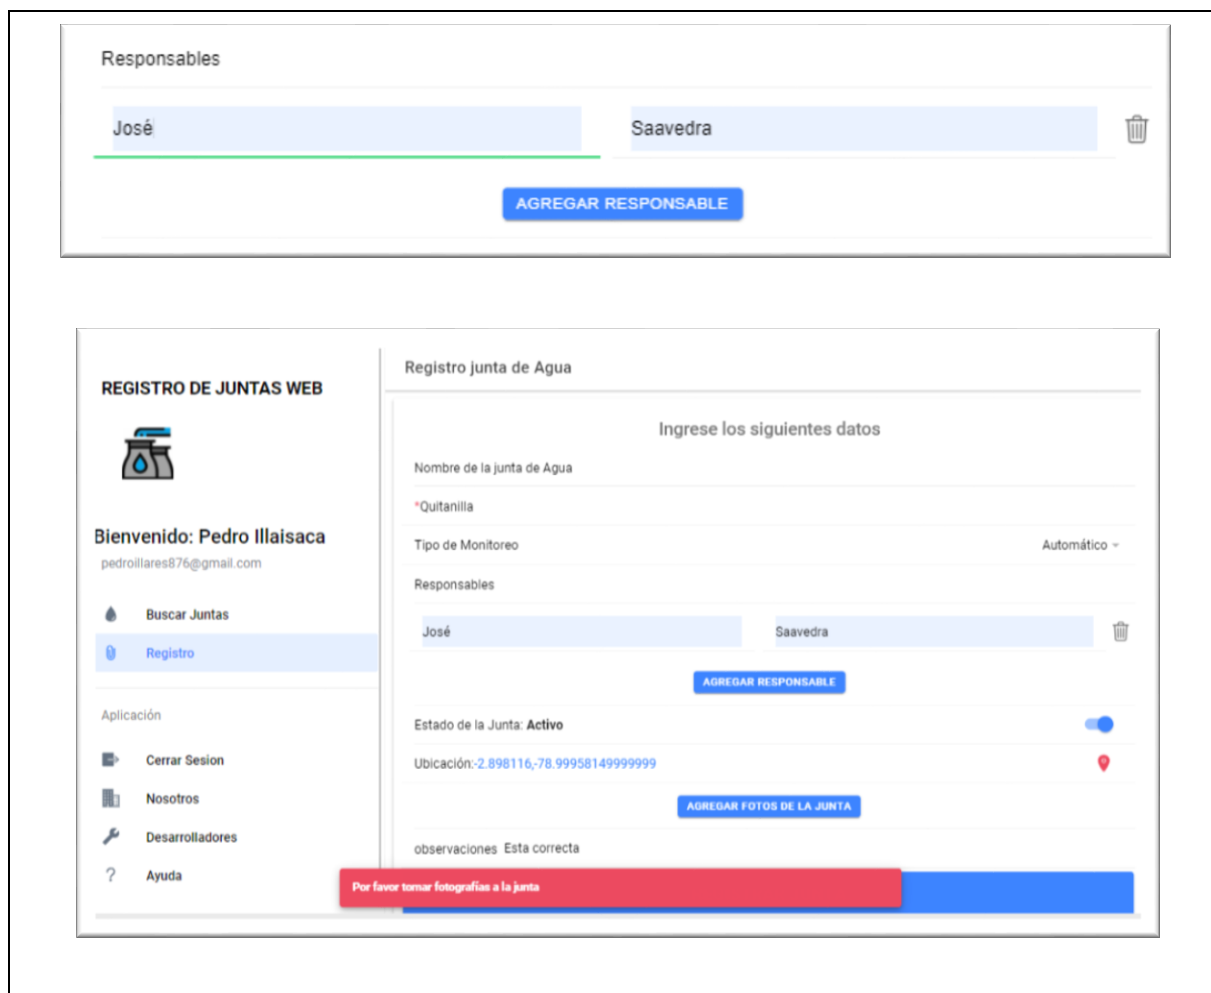 Responsables
José Saavedra
AGREGAR RESPONSABLE
REGISTRO DE JUNTAS WEB
Bienvenido: Pedro Illaisaca
pedroillares876@gmail.com
Buscar Juntas
Registro
Aplicación
Cerrar Sesion
Nosotros
Desarrolladores
? Ayuda
Registro junta de Agua
Ingrese los siguientes datos
Nombre de la junta de Agua
*Quitanilla
Tipo de Monitoreo Automático
Responsables
José Saavedra
AGREGAR RESPONSABLE
Estado de la Junta: Activo
Ubicación:-2.898116,-78.99958149999999
AGREGAR FOTOS DE LA JUNTA
observaciones Esta correcta
Por favor tomar fotografías a la junta